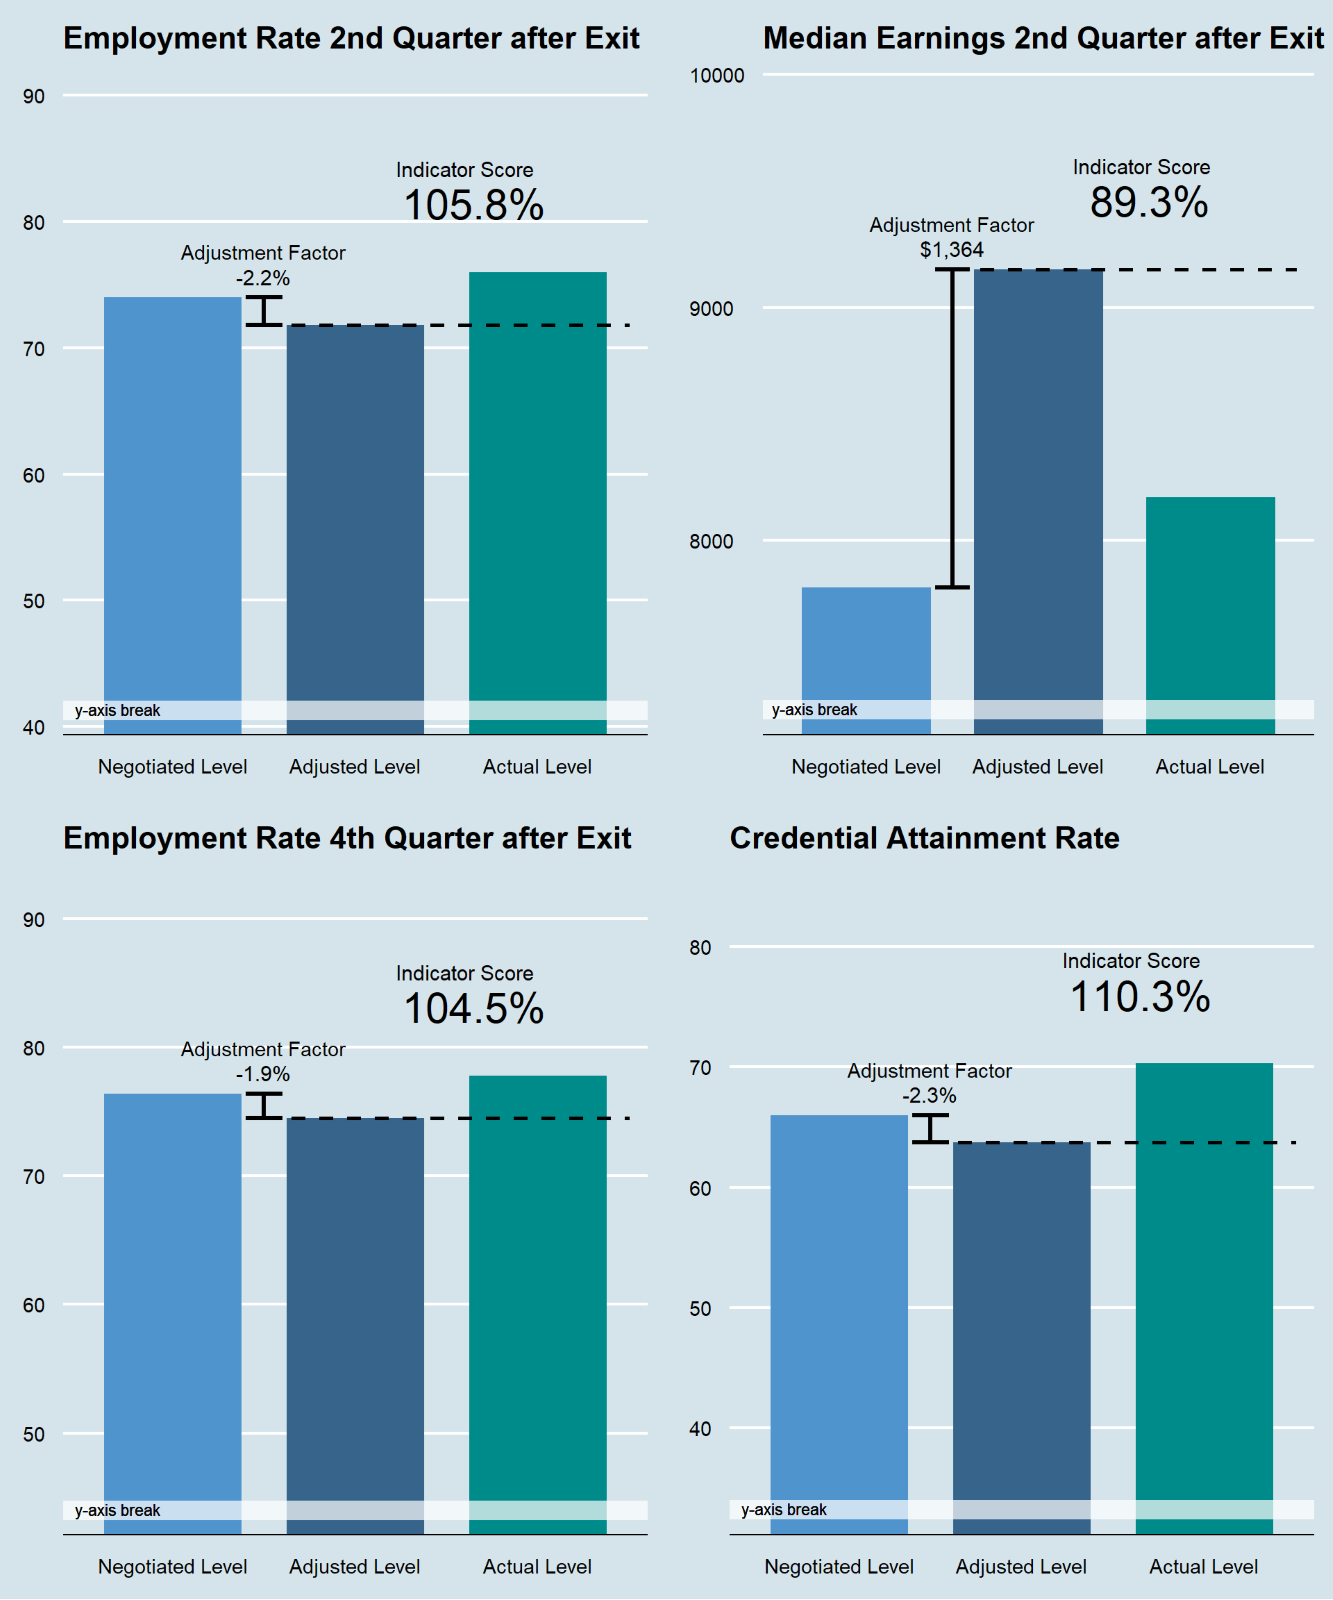 Employment Rate 2nd Quarter after Exit
90
80
70
60
50
40
Indicator Score
105.8%
Adjustment Factor
-2.2%
y-axis break
Negotiated Level
Adjusted Level
Actual Level
Median Earnings 2nd Quarter after Exit
10000
9000
8000
Indicator Score
89.3%
Adjustment Factor
$1,364
y-axis break
Negotiated Level
Adjusted Level
Actual Level
Employment Rate 4th Quarter after Exit
90
80
70
60
50
Indicator Score
104.5%
Adjustment Factor
-1.9%
y-axis break
Negotiated Level
Adjusted Level
Actual Level
Credential Attainment Rate
80
70
60
50
40
Indicator Score
110.3%
Adjustment Factor
-2.3%
y-axis break
Negotiated Level
Adjusted Level
Actual Level